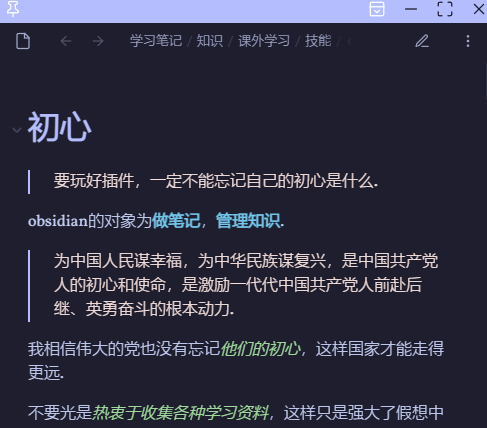 学习笔记 / 知识 / 课外学习 / 技能 /
初心
要玩好插件，一定不能忘记自己的初心是什么.
obsidian的对象为做笔记，管理知识.
为中国人民谋幸福，为中华民族谋复兴，是中国共产党
人的初心和使命，是激励一代代中国共产党人前赴后
继、英勇奋斗的根本动力.
我相信伟大的党也没有忘记他们的初心，这样国家才能走得
更远.
不要光是热衷于收集各种学习资料，这样只是强大了假想中